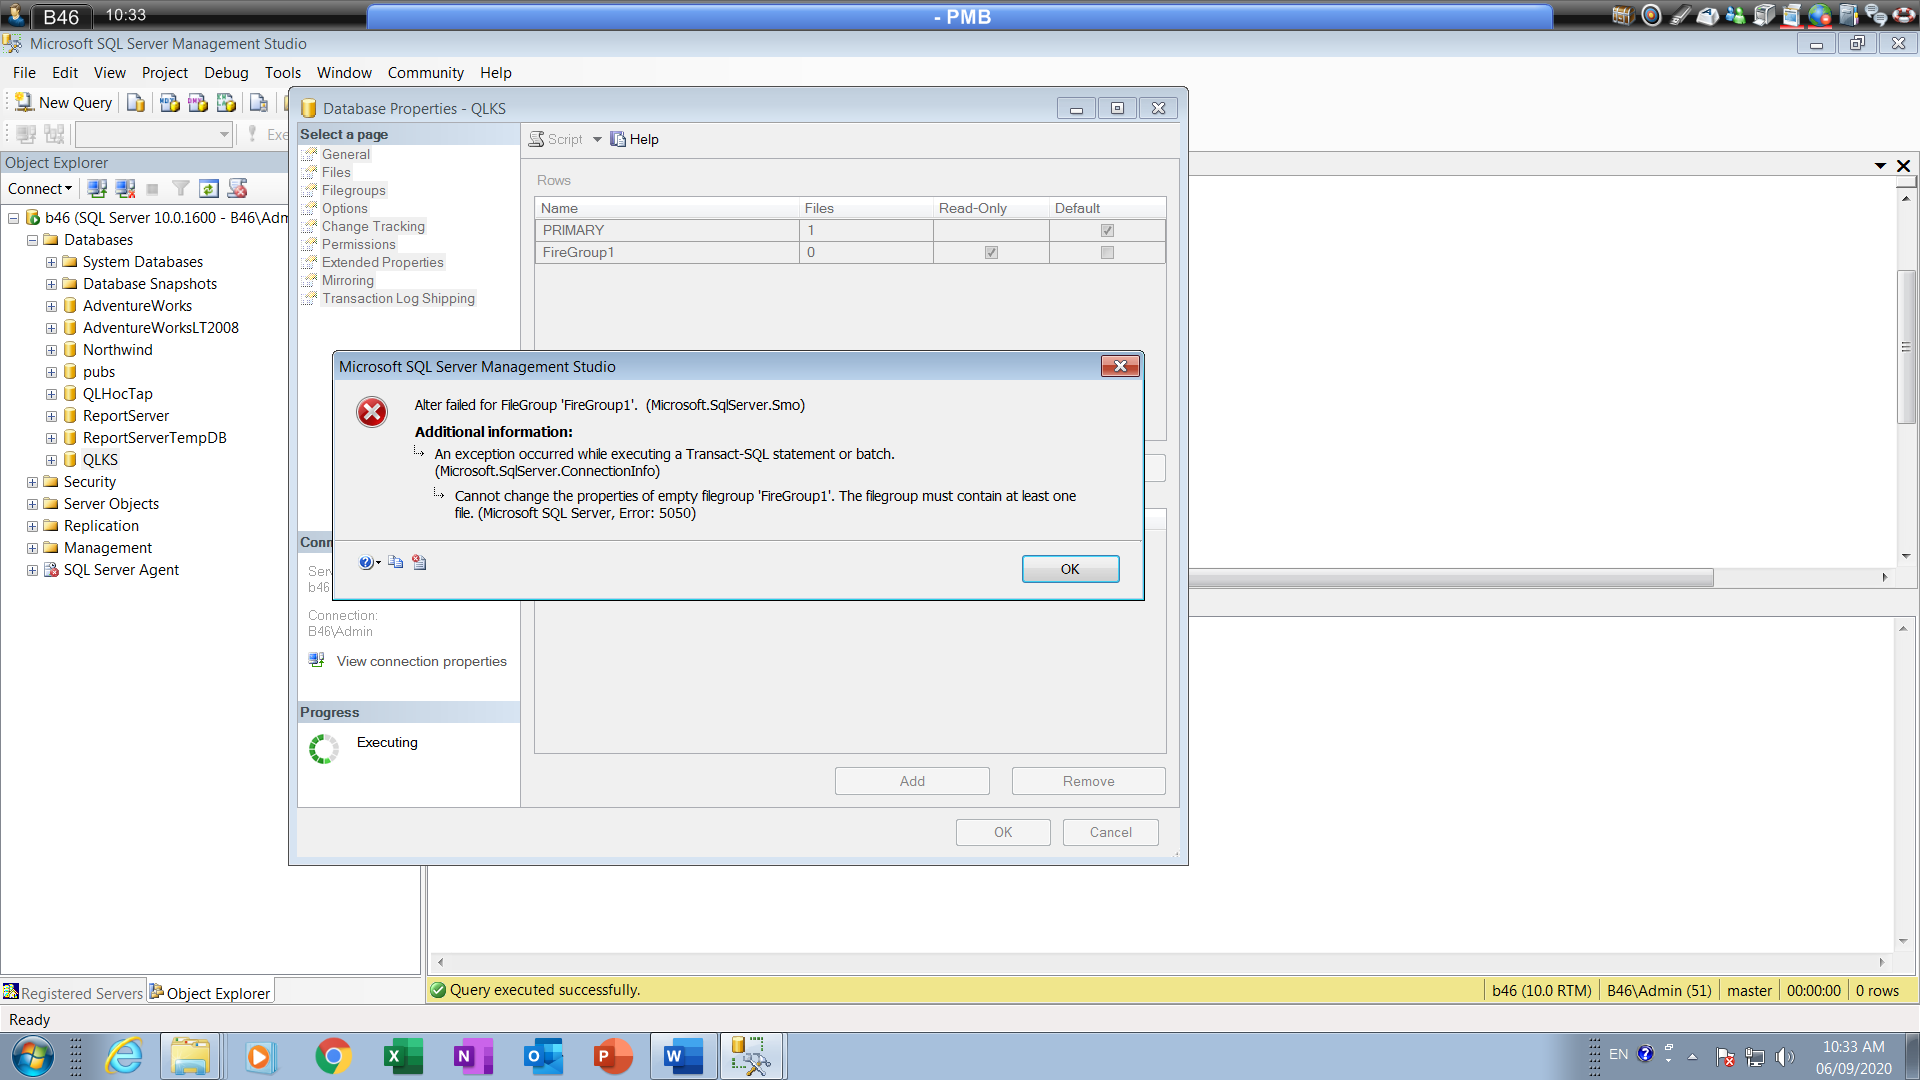 B46
10:33
- PMB
Microsoft SQL Server Management Studio
File Edit View Project Debug Tools Window Community Help
New Query
Exe
Object Explorer
Connect
b46 (SQL Server 10.0.1600 - B46\Adm
Databases
System Databases
Database Snapshots
AdventureWorks
AdventureWorksLT2008
Northwind
pubs
QLHocTap
ReportServer
ReportServerTempDB
QLKS
Security
Server Objects
Replication
Management
SQL Server Agent
Registered Servers
Object Explorer
Database Properties - QLKS
Select a page
General
Files
Filegroups
Options
Change Tracking
Permissions
Extended Properties
Mirroring
Transaction Log Shipping
Script
Help
Rows
Name Files Read-Only Default
PRIMARY 1
FireGroup1 0
Microsoft SQL Server Management Studio
Alter failed for FileGroup 'FireGroup1'. (Microsoft.SqlServer.Smo)
Additional information:
An exception occurred while executing a Transact-SQL statement or batch.
(Microsoft.SqlServer.ConnectionInfo)
Cannot change the properties of empty filegroup 'FireGroup1'. The filegroup must contain at least one
file. (Microsoft SQL Server, Error: 5050)
OK
Conn
Serv
b46
Connection:
B46\Admin
View connection properties
Progress
Executing
Add
Remove
OK
Cancel
Query executed successfully.
b46 (10.0 RTM)
B46\Admin (51)
master
00:00:00
0 rows
Ready
EN
10:33 AM
06/09/2020